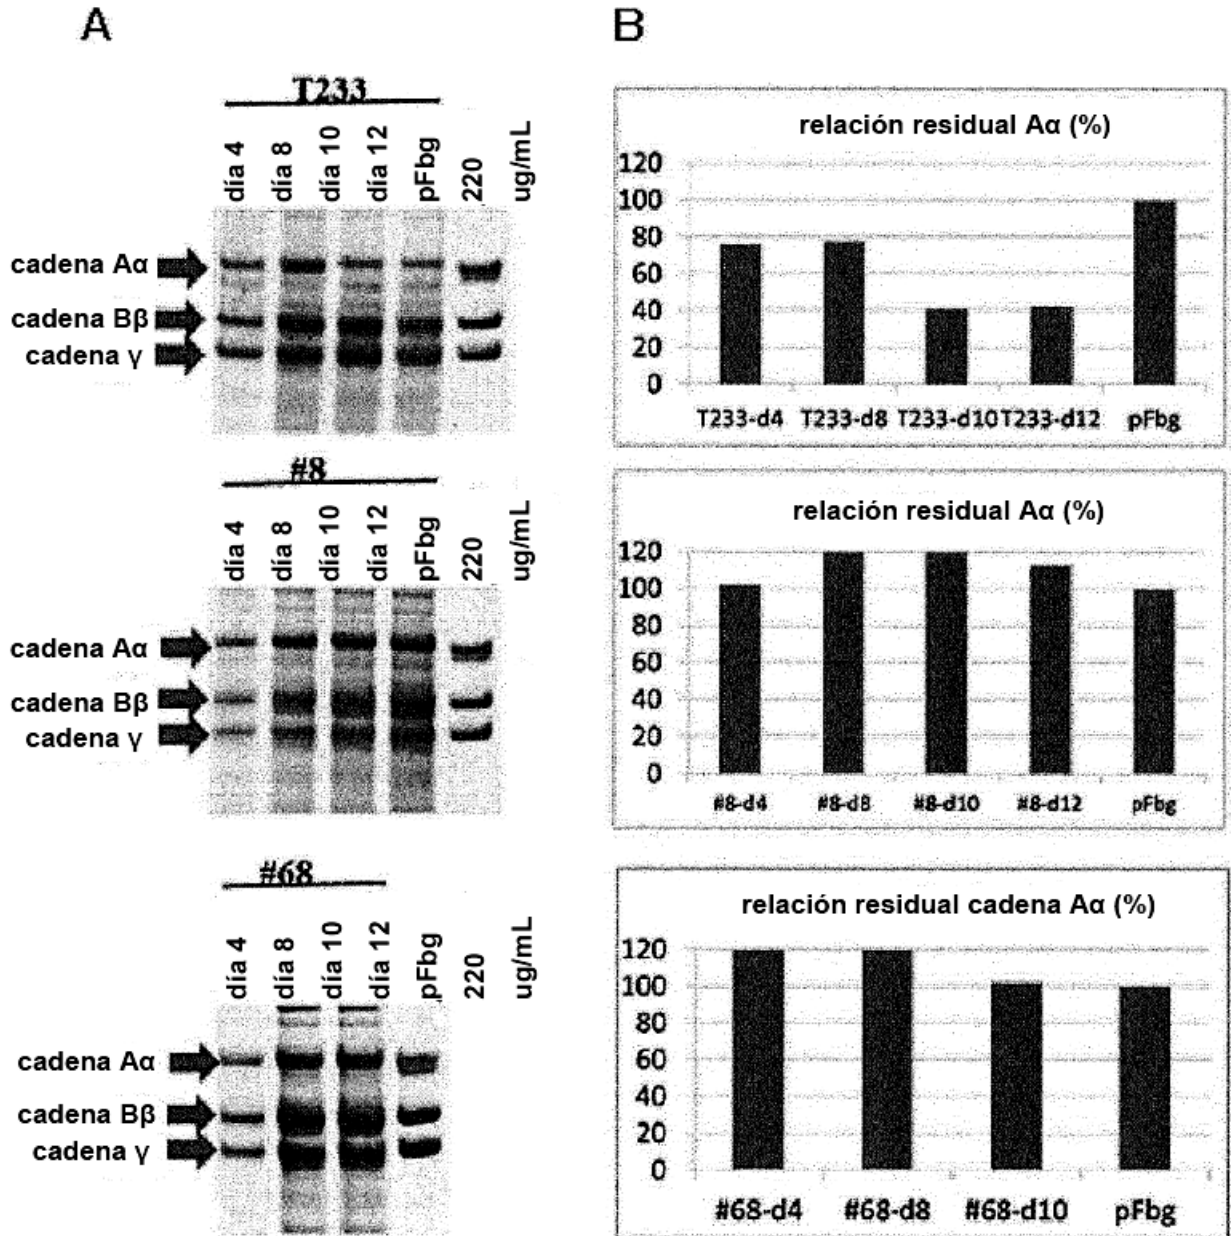 A
T233
día 4
día 8
día 10
día 12
pFbg
220
ug/mL
cadena Aα
cadena Bβ
cadena γ
#8
día 4
día 8
día 10
día 12
pFbg
220
ug/mL
cadena Aα
cadena Bβ
cadena γ
#68
día 4
día 8
día 10
día 12
pFbg
220
ug/mL
cadena Aα
cadena Bβ
cadena γ
B
relación residual Aα (%)
120
100
80
60
40
20
0
T233-d4 T233-d8 T233-d10 T233-d12 pFbg
relación residual Aα (%)
120
100
80
60
40
20
0
#8-d4 #8-d8 #8-d10 #8-d12 pFbg
relación residual cadena Aα (%)
120
100
80
60
40
20
0
#68-d4 #68-d8 #68-d10 pFbg